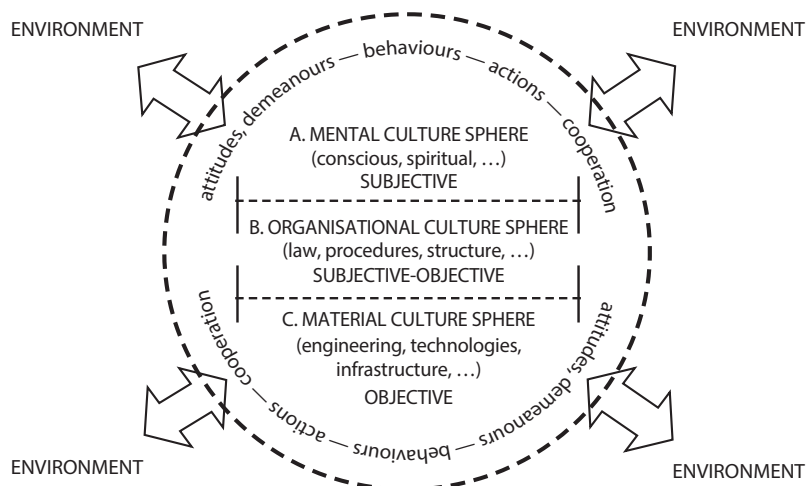 ENVIRONMENT
ENVIRONMENT
attitudes, demeanours — behaviours — actions — cooperation
A. MENTAL CULTURE SPHERE
(conscious, spiritual, …)
SUBJECTIVE
B. ORGANISATIONAL CULTURE SPHERE
(law, procedures, structure, …)
SUBJECTIVE-OBJECTIVE
C. MATERIAL CULTURE SPHERE
(engineering, technologies,
infrastructure, …)
OBJECTIVE
attitudes, demeanours — behaviours — actions — cooperation
ENVIRONMENT
ENVIRONMENT